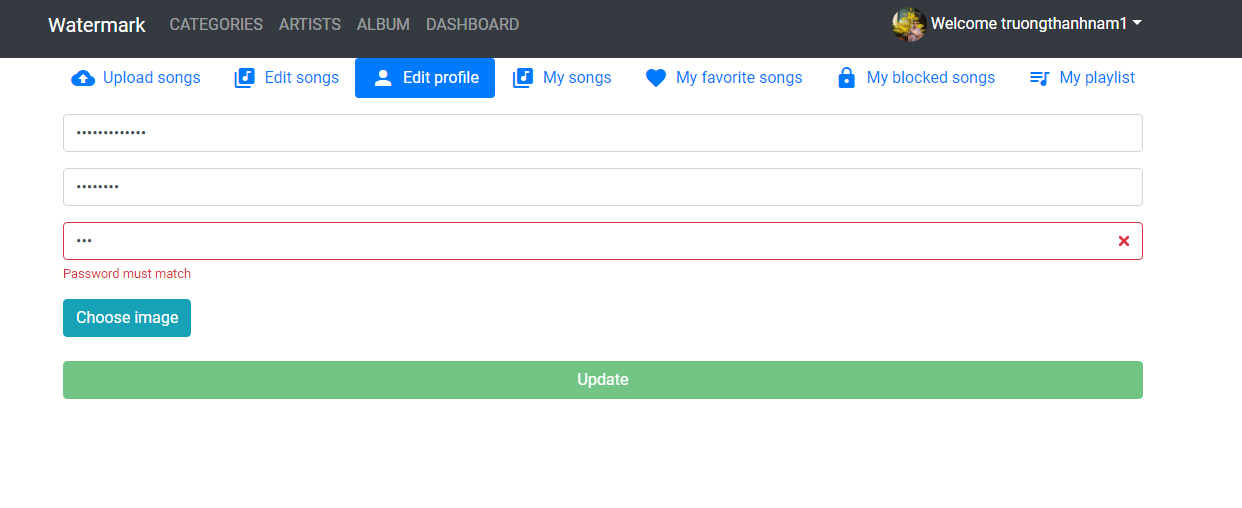 Watermark CATEGORIES ARTISTS ALBUM DASHBOARD Welcome truongthanhnam1
Upload songs Edit songs Edit profile My songs My favorite songs My blocked songs My playlist
•••••••••••••
••••••••
•••
Password must match
Choose image
Update